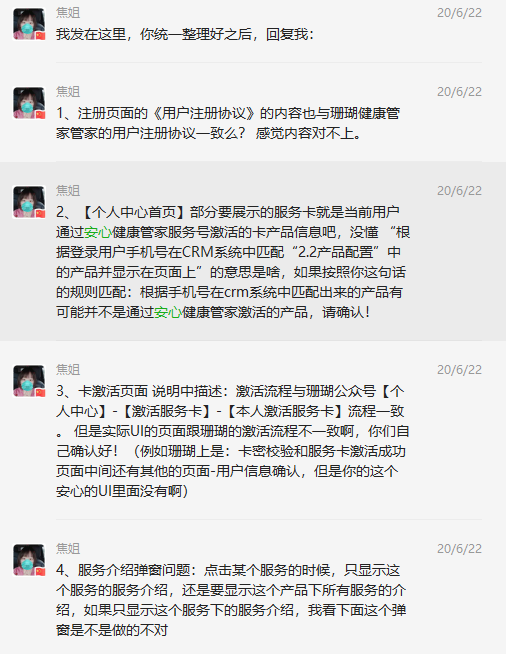 焦姐 20/6/22
我发在这里，你统一整理好之后，回复我：
焦姐 20/6/22
1、注册页面的《用户注册协议》的内容也与珊瑚健康管
家管家的用户注册协议一致么？ 感觉内容对不上。
焦姐 20/6/22
2、【个人中心首页】部分要展示的服务卡就是当前用户
通过安心健康管家服务号激活的卡产品信息吧，没懂 “根
据登录用户手机号在CRM系统中匹配“2.2产品配置”中
的产品并显示在页面上”的意思是啥，如果按照你这句话
的规则匹配：根据手机号在crm系统中匹配出来的产品有
可能并不是通过安心健康管家激活的产品，请确认！
焦姐 20/6/22
3、卡激活页面 说明中描述：激活流程与珊瑚公众号【个
人中心】-【激活服务卡】-【本人激活服务卡】流程一致
。 但是实际UI的页面跟珊瑚的激活流程不一致啊，你们自
己确认好！（例如珊瑚上是：卡密校验和服务卡激活成功
页面中间还有其他的页面-用户信息确认，但是你的这个
安心的UI里面没有啊）
焦姐 20/6/22
4、服务介绍弹窗问题：点击某个服务的时候，只显示这
个服务的服务介绍，还是要显示这个产品下所有服务的介
绍，如果只显示这个服务下的服务介绍，我看下面这个弹
窗是不是做的不对